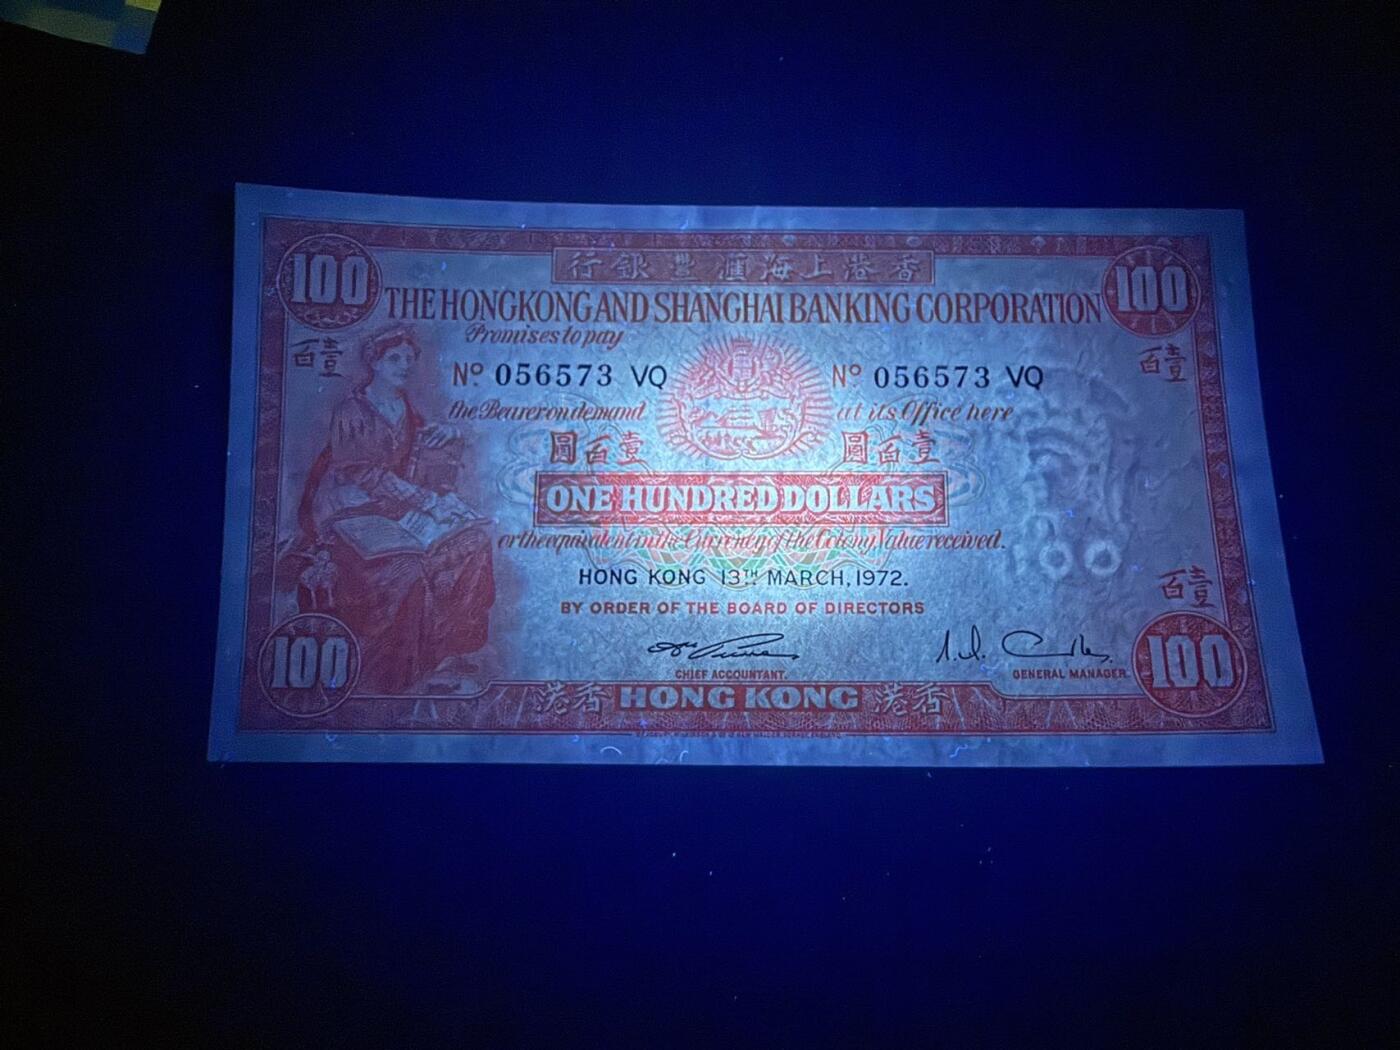 行銀豐滙海上港香
100 100
THE HONGKONG AND SHANGHAI BANKING CORPORATION
Promises to pay
百壹 百壹
Nº 056573 VQ Nº 056573 VQ
the Bearer on demand at its Office here
圓百壹 圓百壹
ONE HUNDRED DOLLARS
or the equivalent in the Currency of the Colony Value received.
100
HONG KONG 13TH MARCH, 1972.
百壹
BY ORDER OF THE BOARD OF DIRECTORS
100 100
CHIEF ACCOUNTANT. GENERAL MANAGER.
港香 HONG KONG 港香